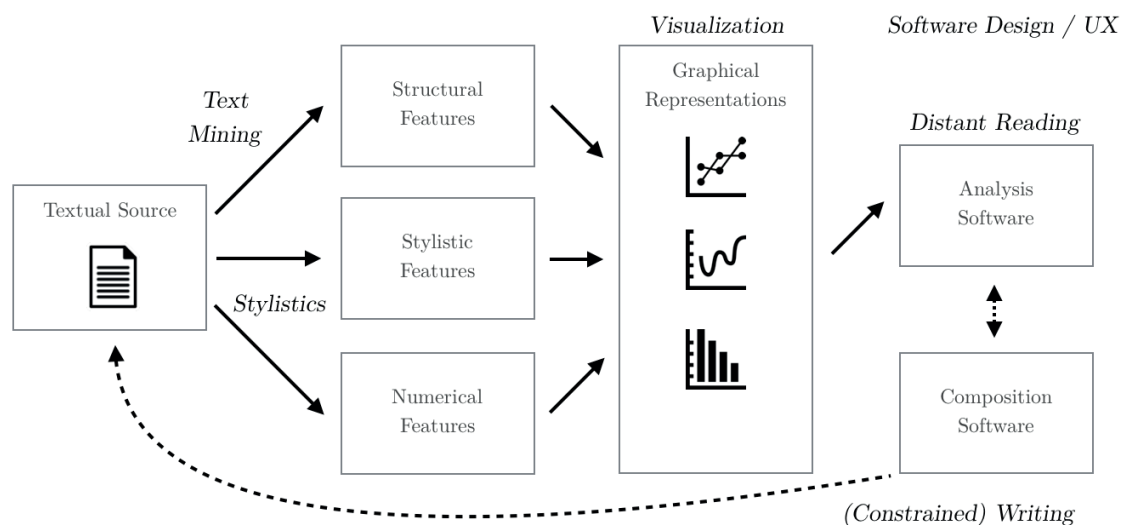 Visualization
Software Design / UX
Text
Mining
Structural
Features
Graphical
Representations
Distant Reading
Textual Source
Stylistic
Features
Analysis
Software
Stylistics
Numerical
Features
Composition
Software
(Constrained) Writing